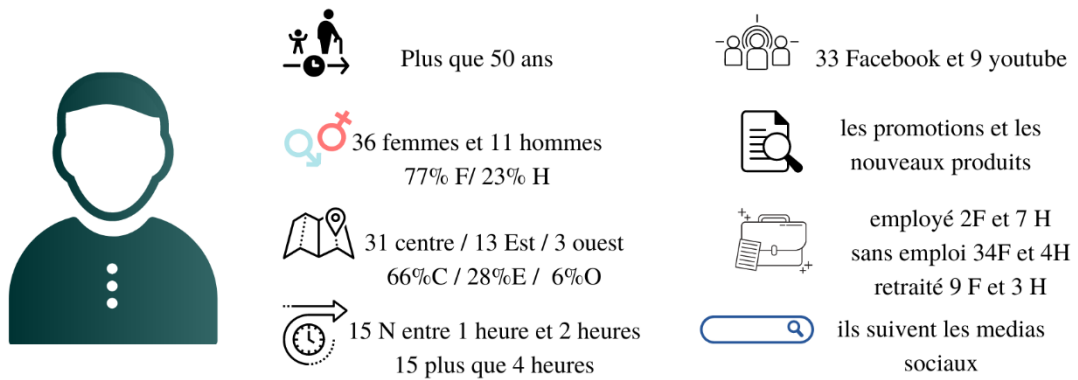 Plus que 50 ans
36 femmes et 11 hommes
77% F/ 23% H
31 centre / 13 Est / 3 ouest
66%C / 28%E / 6%O
15 N entre 1 heure et 2 heures
15 plus que 4 heures
33 Facebook et 9 youtube
les promotions et les
nouveaux produits
employé 2F et 7 H
sans emploi 34F et 4H
retraité 9 F et 3 H
ils suivent les medias
sociaux